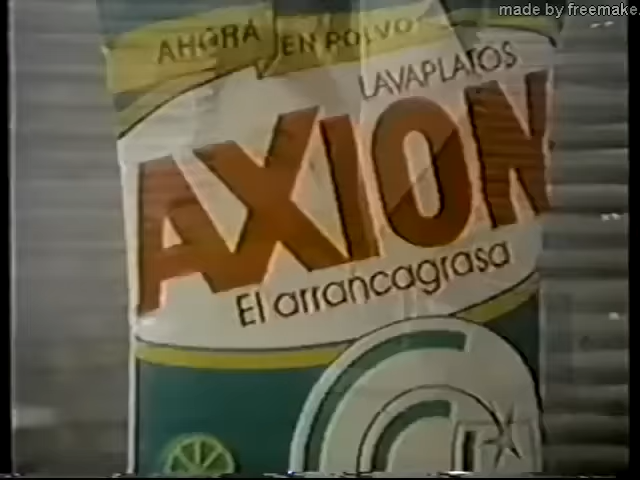 made by freemake.
AHORA EN POLVO
LAVAPLATOS
AXION
El arrancagrasa